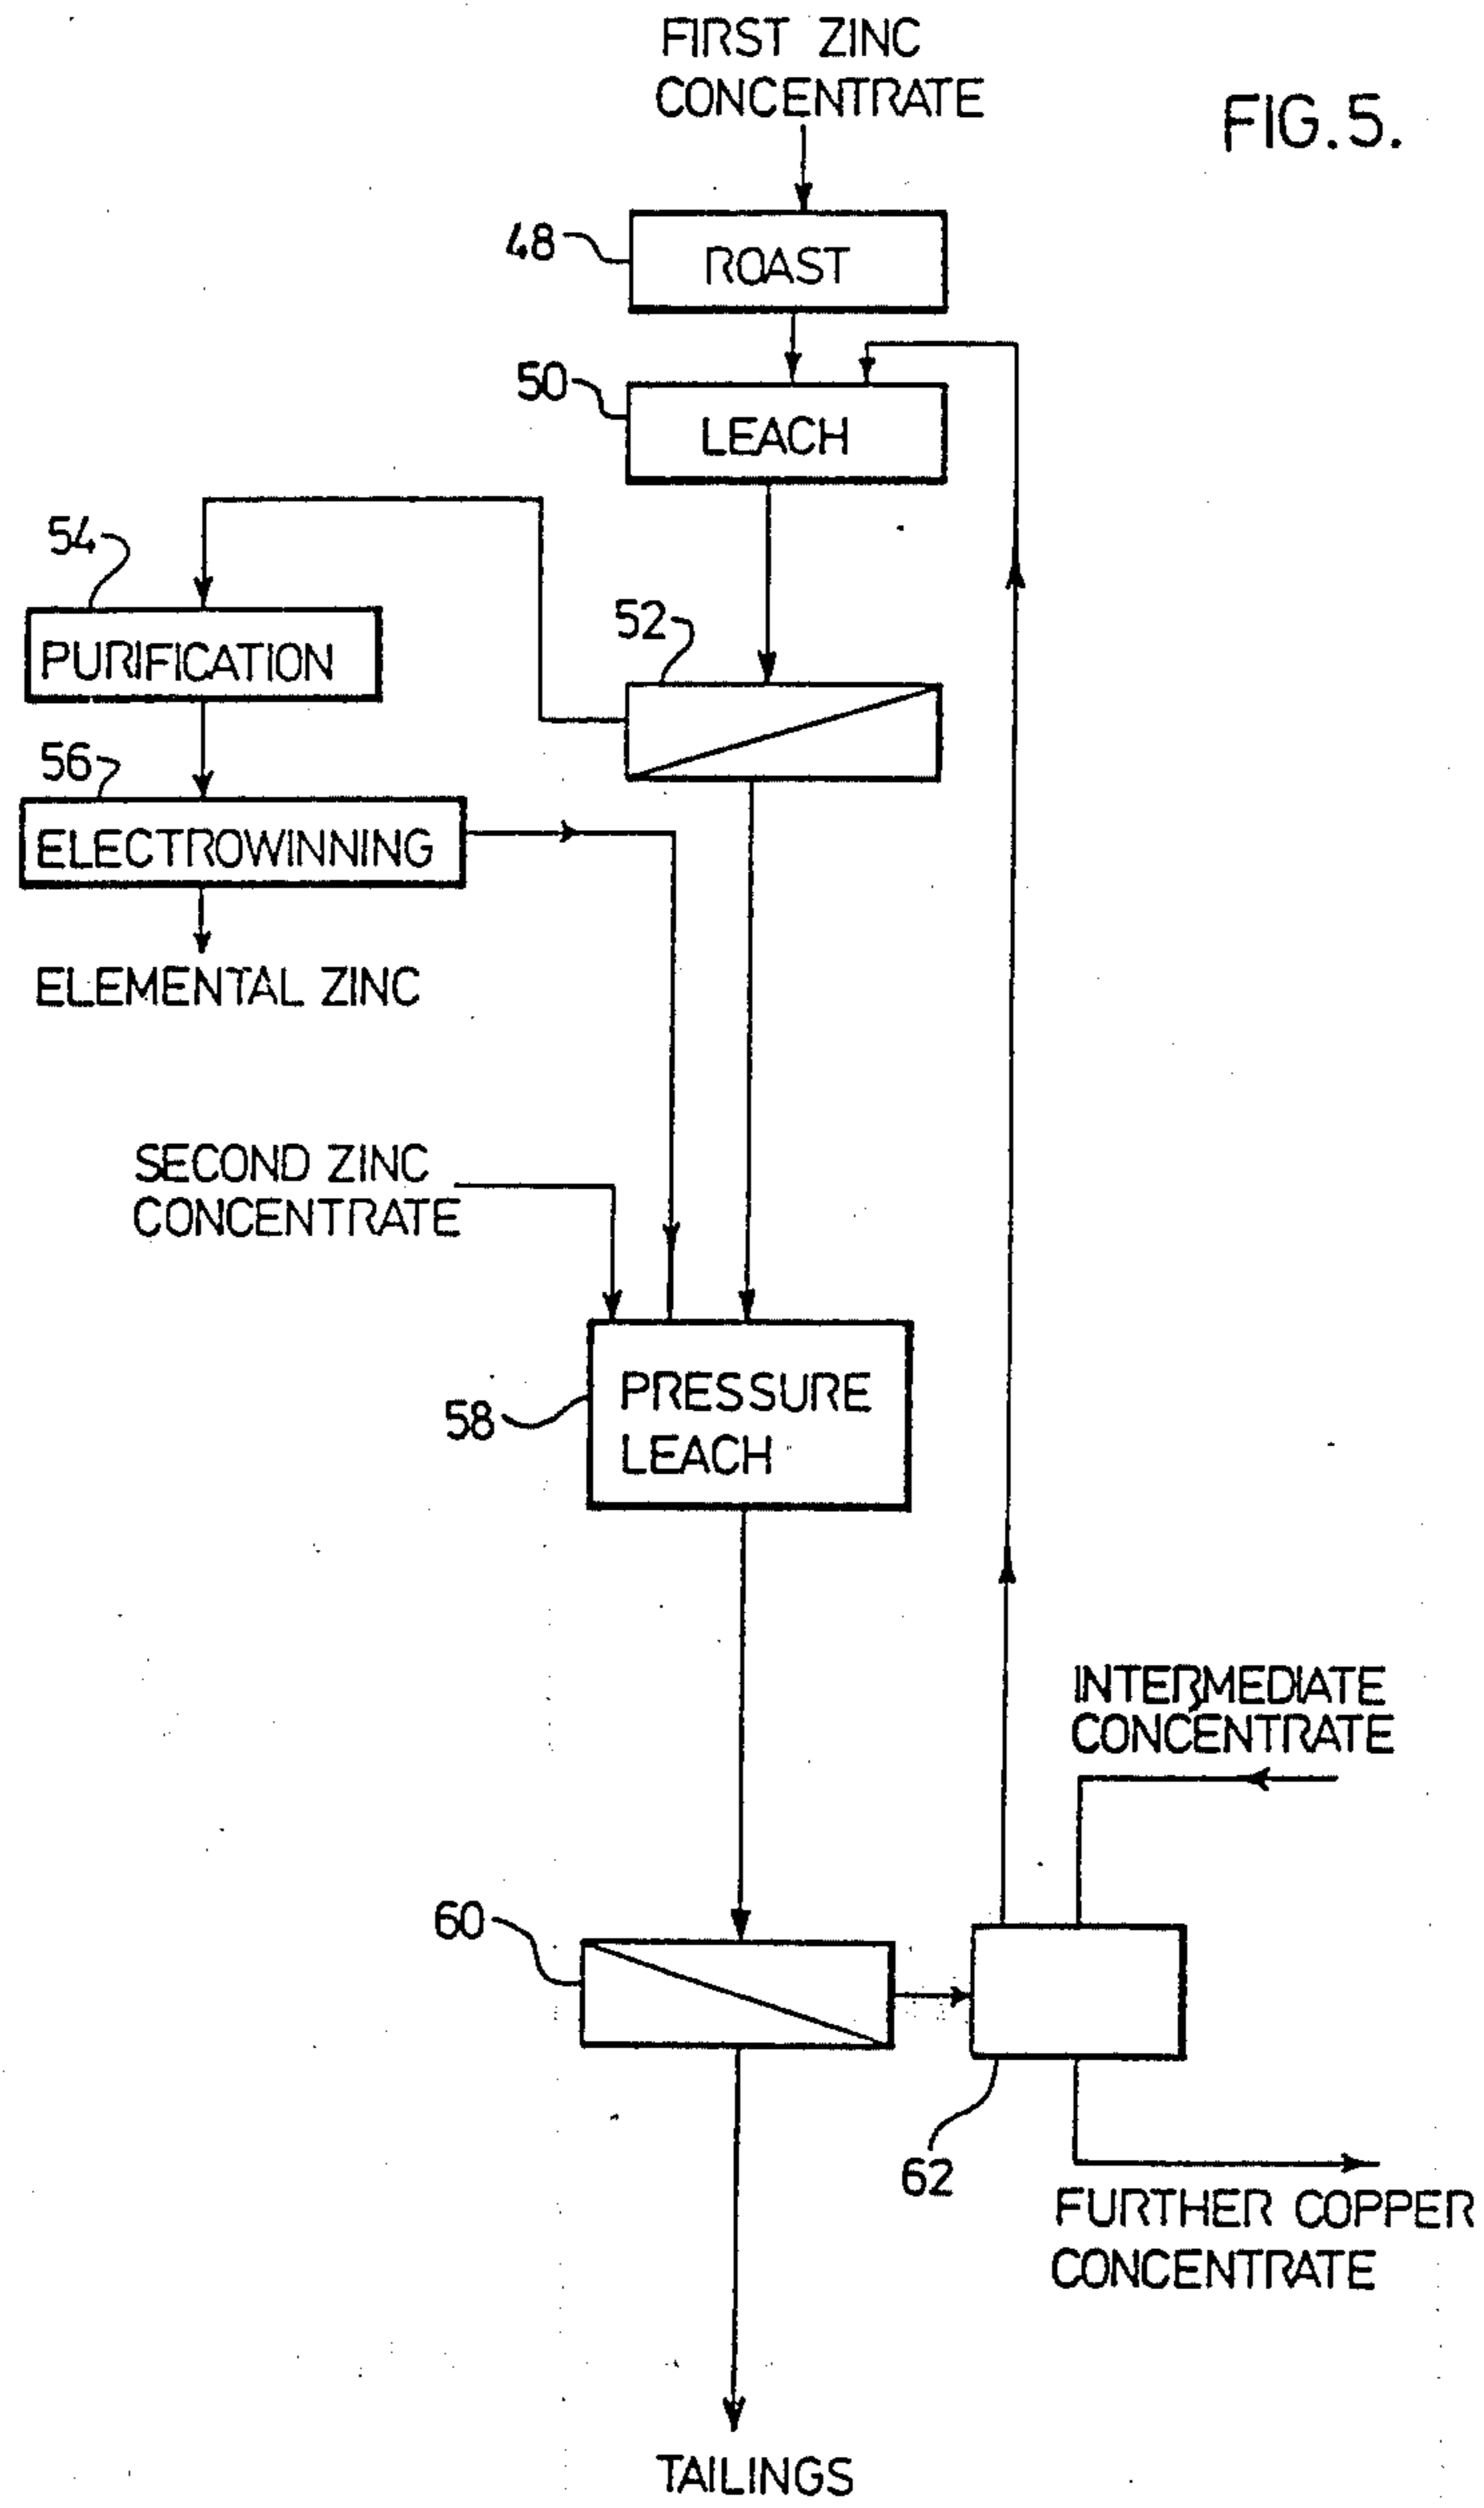 FIRST ZINC
CONCENTRATE
FIG. 5.
48
ROAST
50
LEACH
54
PURIFICATION
52
56
ELECTROWINNING
ELEMENTAL ZINC
SECOND ZINC
CONCENTRATE
58
PRESSURE
LEACH
INTERMEDIATE
CONCENTRATE
60
62
FURTHER COPPER
CONCENTRATE
TAILINGS